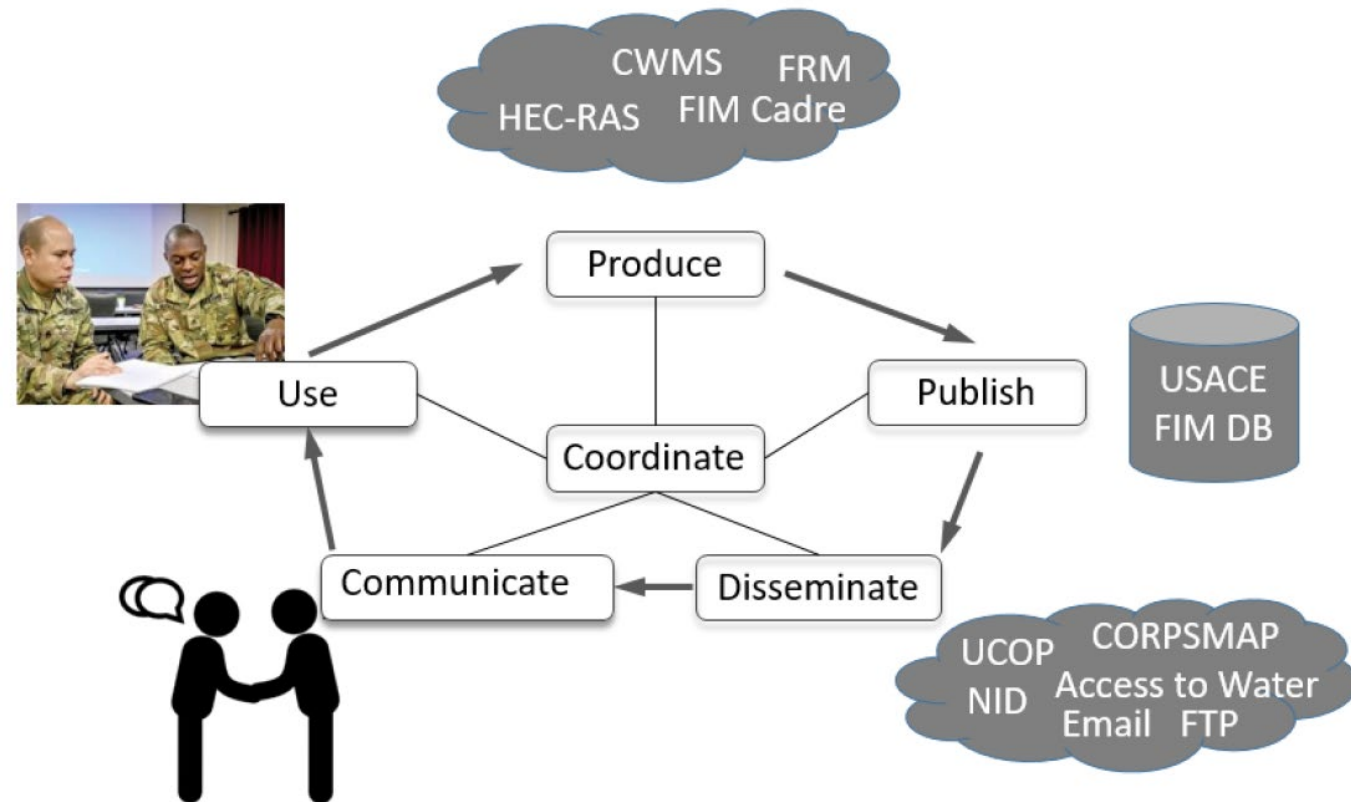 CWMS FRM
HEC-RAS FIM Cadre
Produce
Use
Publish
USACE
FIM DB
Coordinate
Communicate
Disseminate
UCOP CORPSMAP
NID Access to Water
Email FTP